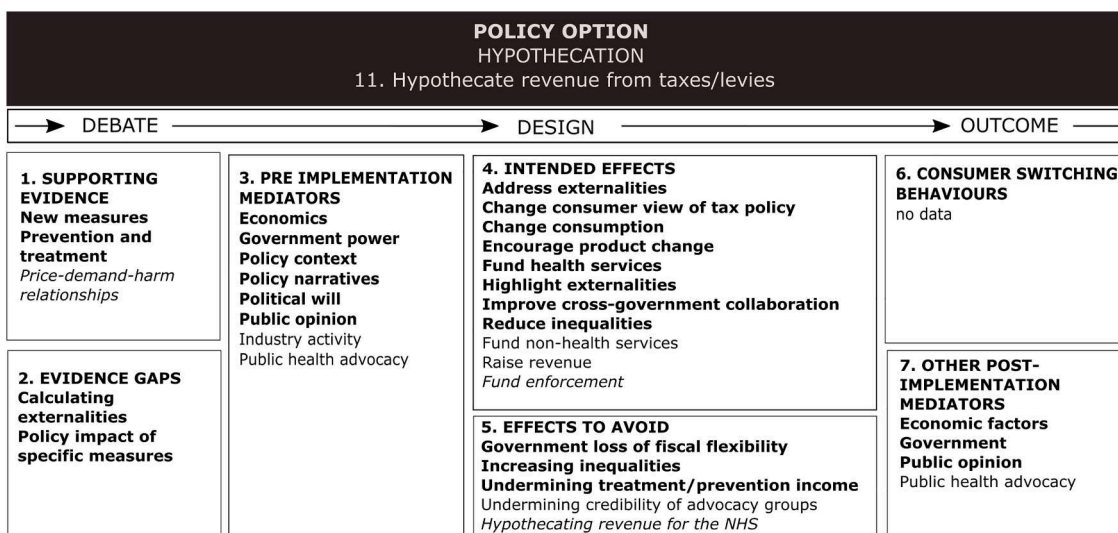 POLICY OPTION
HYPOTHECATION
11. Hypothecate revenue from taxes/levies
DEBATE
DESIGN
OUTCOME
1. SUPPORTING
EVIDENCE
New measures
Prevention and
treatment
Price-demand-harm
relationships
2. EVIDENCE GAPS
Calculating
externalities
Policy impact of
specific measures
3. PRE IMPLEMENTATION
MEDIATORS
Economics
Government power
Policy context
Policy narratives
Political will
Public opinion
Industry activity
Public health advocacy
4. INTENDED EFFECTS
Address externalities
Change consumer view of tax policy
Change consumption
Encourage product change
Fund health services
Highlight externalities
Improve cross-government collaboration
Reduce inequalities
Fund non-health services
Raise revenue
Fund enforcement
5. EFFECTS TO AVOID
Government loss of fiscal flexibility
Increasing inequalities
Undermining treatment/prevention income
Undermining credibility of advocacy groups
Hypothecating revenue for the NHS
6. CONSUMER SWITCHING
BEHAVIOURS
no data
7. OTHER POST-
IMPLEMENTATION
MEDIATORS
Economic factors
Government
Public opinion
Public health advocacy